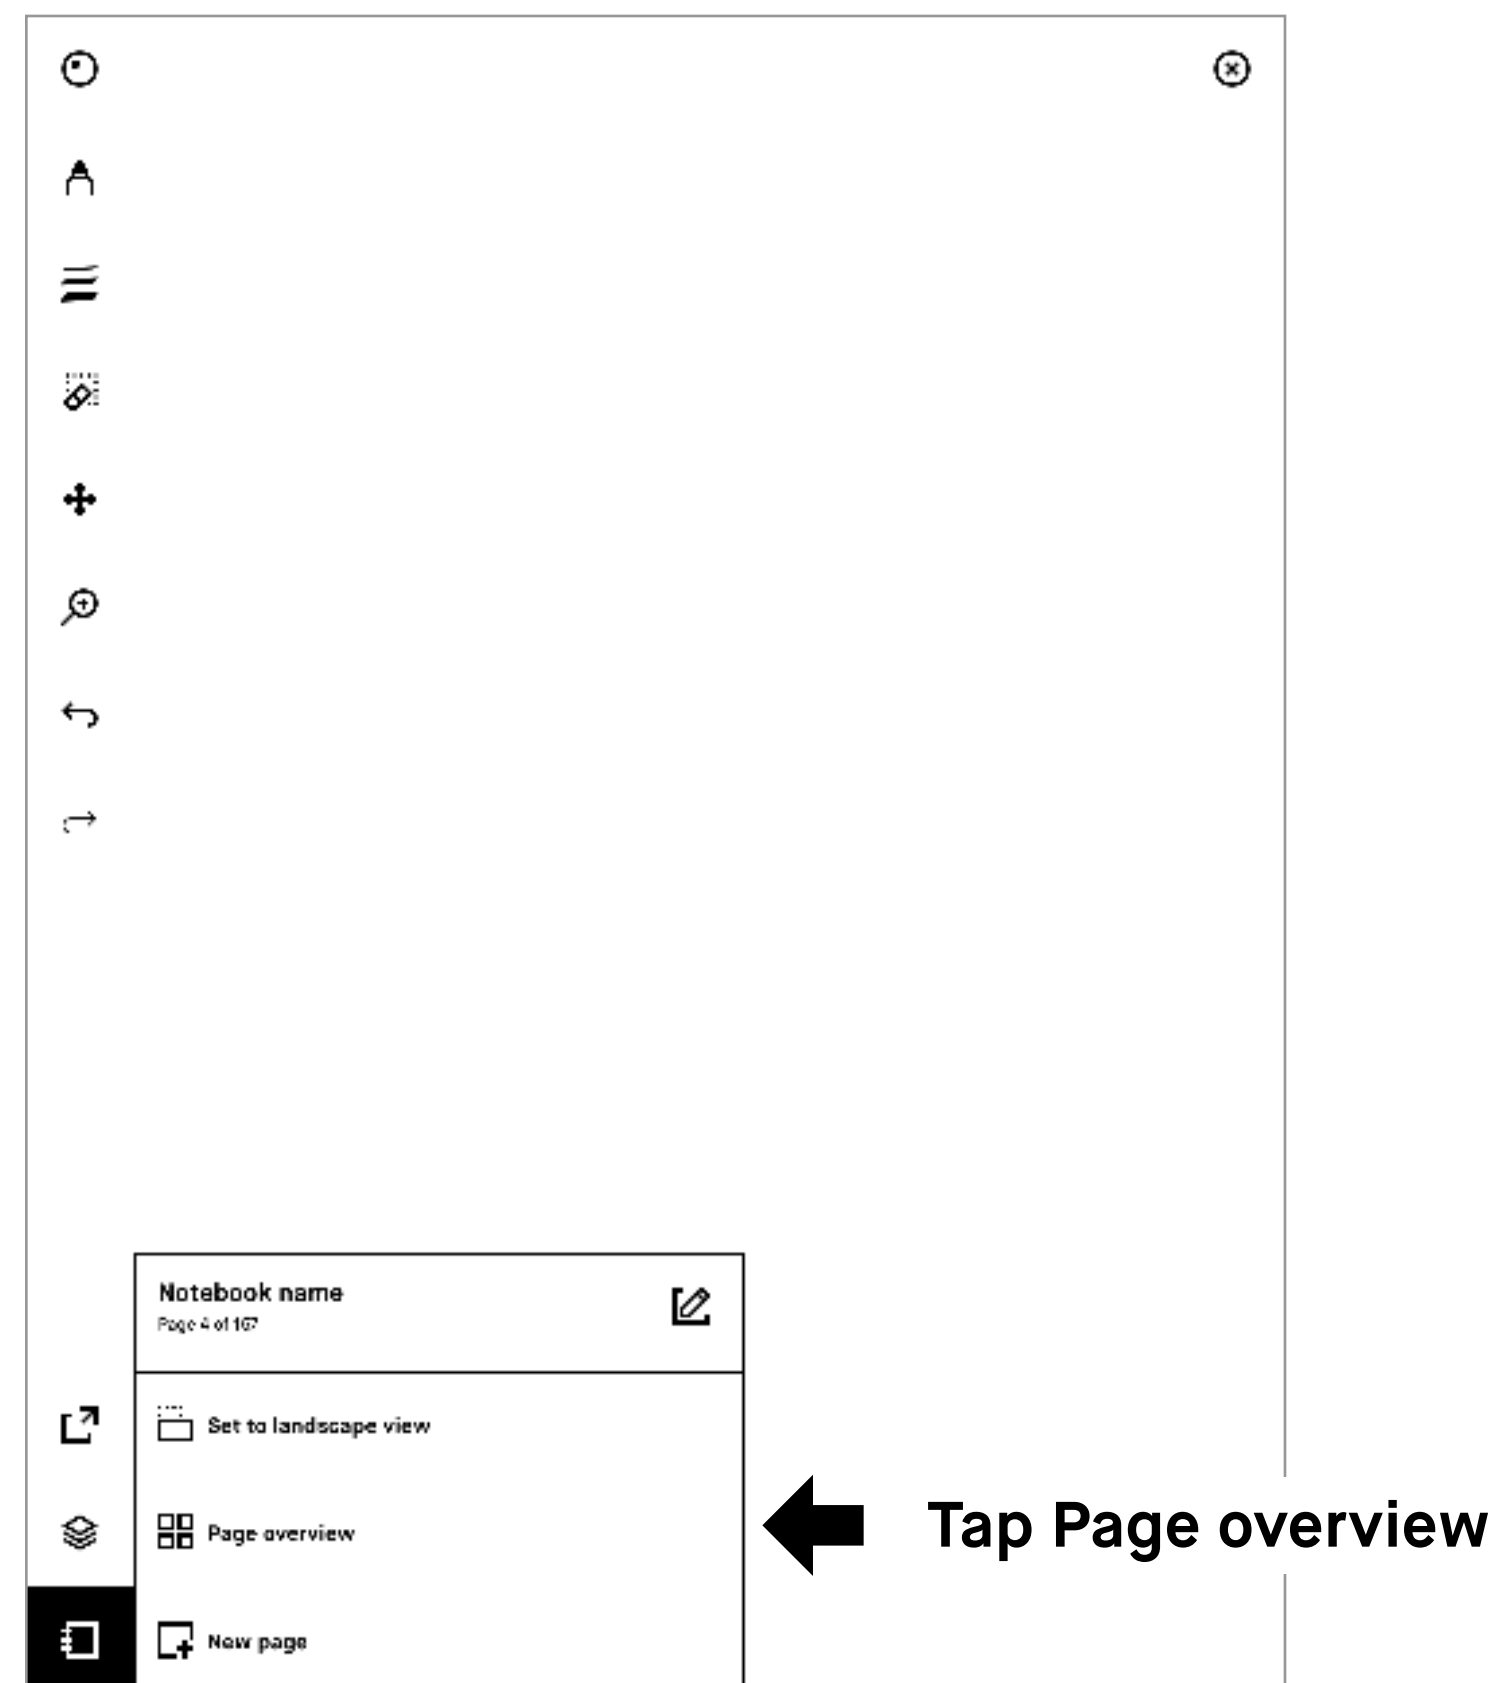 Notebook name
Page 4 of 167
Set to landscape view
Page overview
Tap Page overview
New page